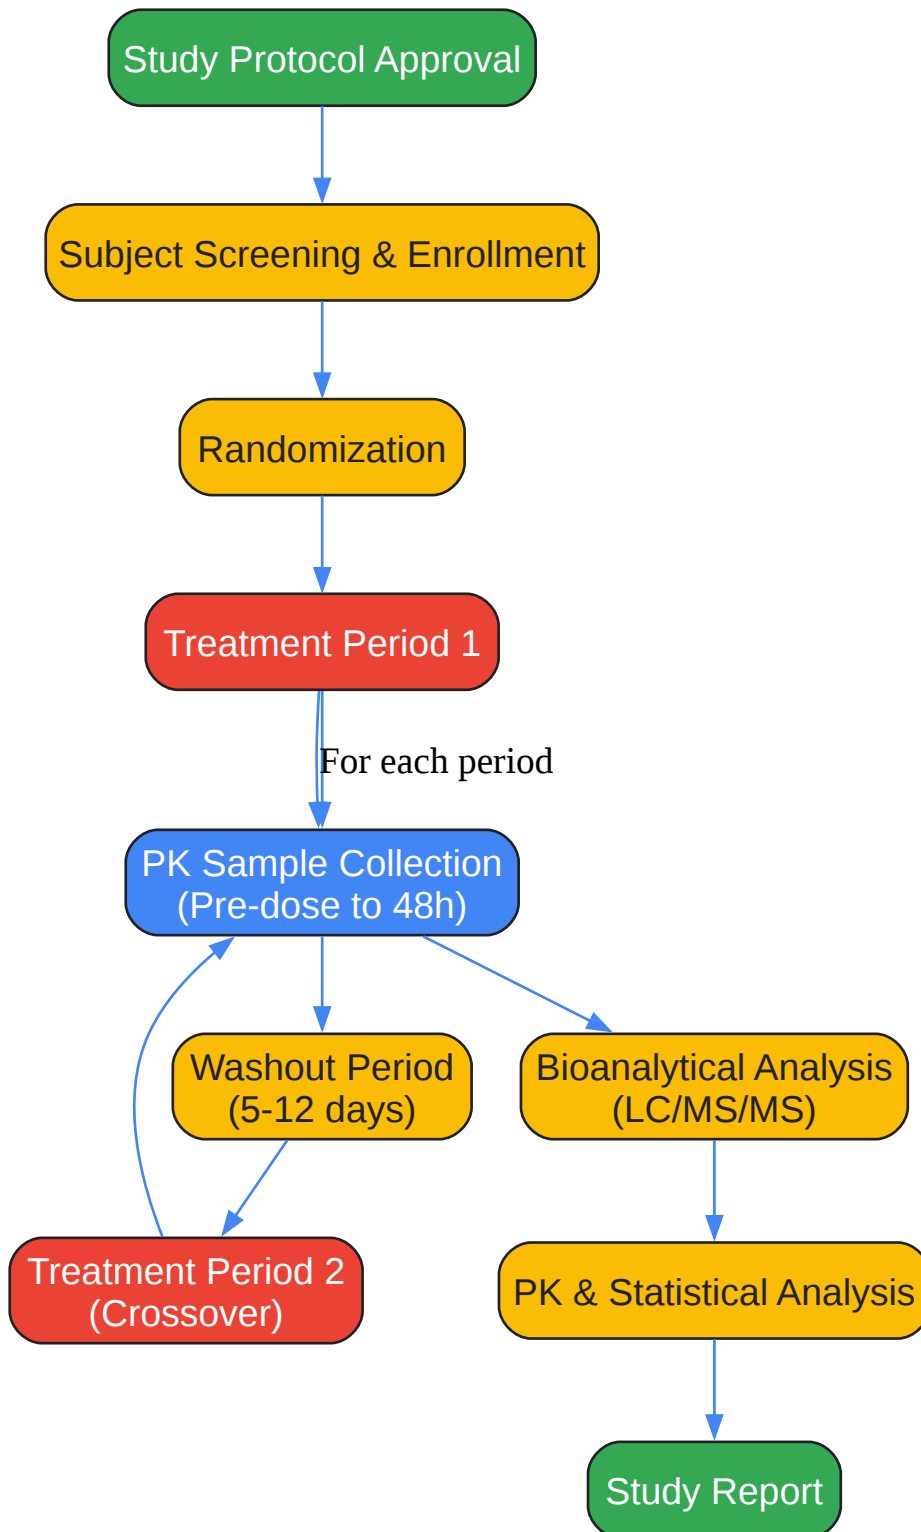 Study Protocol Approval
Subject Screening & Enrollment
Randomization
Treatment Period 1
For each period
PK Sample Collection
(Pre-dose to 48h)
Washout Period
(5-12 days)
Bioanalytical Analysis
(LC/MS/MS)
Treatment Period 2
(Crossover)
PK & Statistical Analysis
Study Report